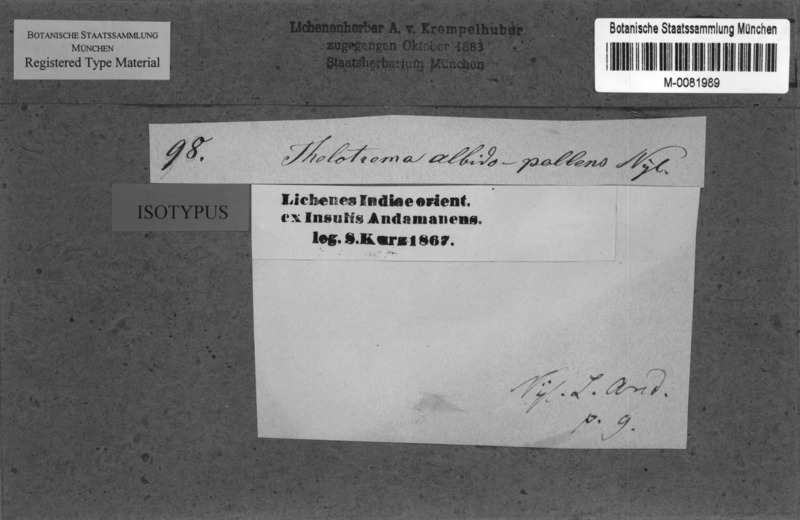 BOTANISCHE STAATSSAMMLUNG
MÜNCHEN
Registered Type Material
Lichenenherbar A. v. Krempelhuber
zugegangen Oktober 1883
Staatsherbarium München
Botanische Staatssammlung München
M-0081989
98. Thelotrema albido-pallens Nyl.
ISOTYPUS
Lichenes Indiae orient.
ex Insulis Andamanens.
leg. S. Kurz 1867.
Nyl. L. And.
p. 9.